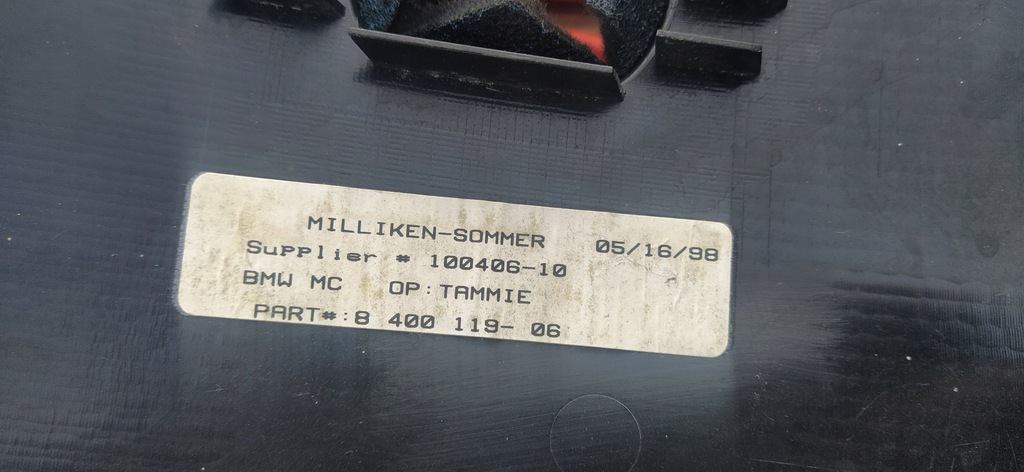 MILLIKEN-SOMMER 05/16/98
Supplier # 100406-10
BMW MC OP:TAMMIE
PART#:8 400 119- 06